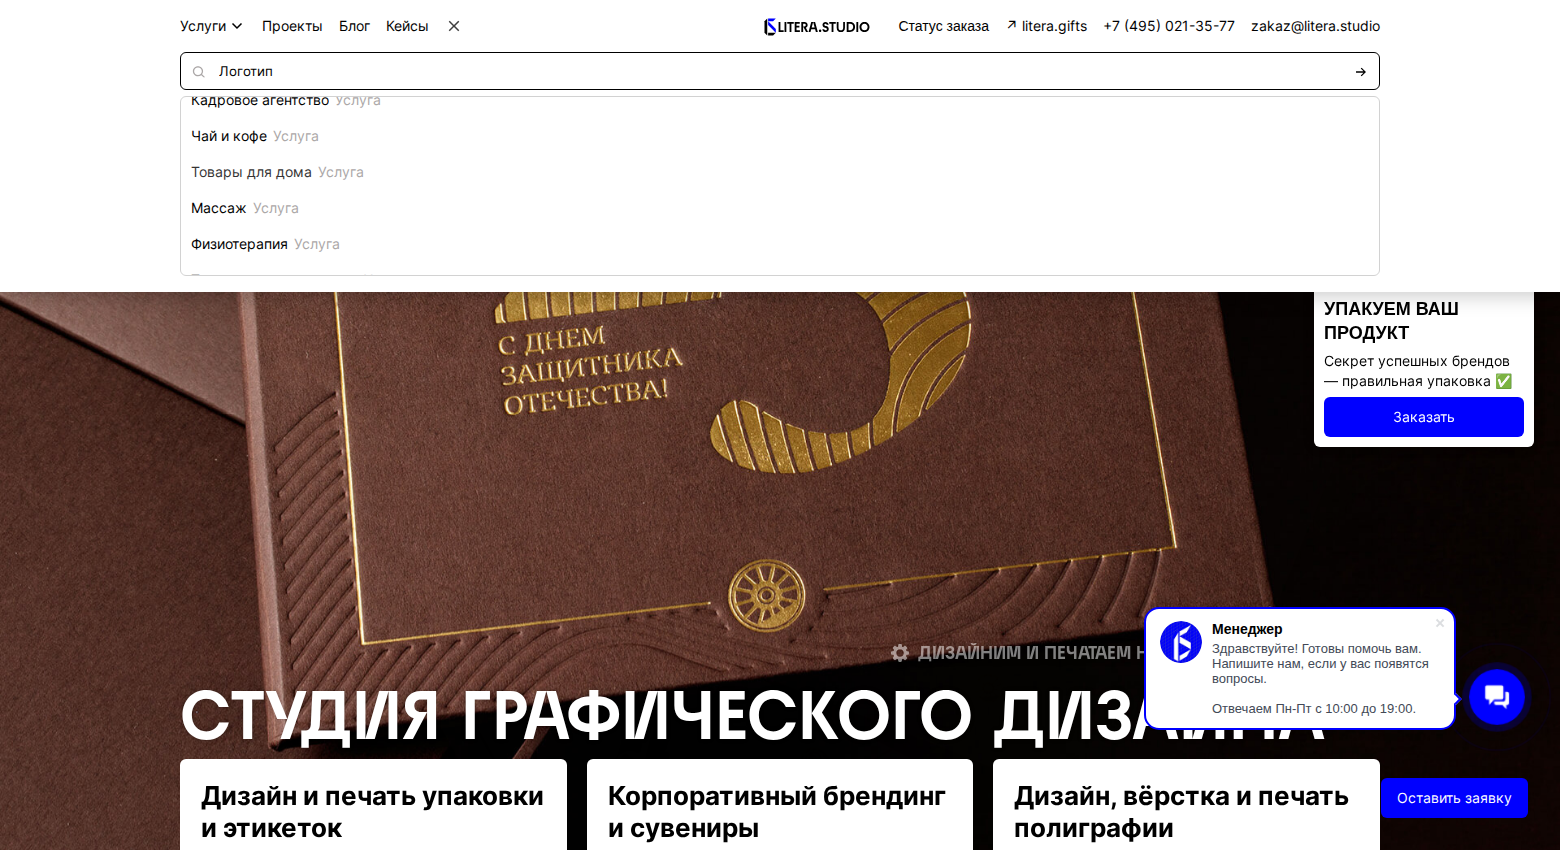 Услуги Проекты Блог Кейсы LITERA.STUDIO Статус заказа litera.gifts +7 (495) 021-35-77 zakaz@litera.studio
Логотип
Кадровое агентство Услуга
Чай и кофе Услуга
Товары для дома Услуга
Массаж Услуга
Физиотерапия Услуга
УПАКУЕМ ВАШ
ПРОДУКТ
Секрет успешных брендов
— правильная упаковка ✅
Заказать
С ДНЕМ
ЗАЩИТНИКА
ОТЕЧЕСТВА!
ДИЗАЙНИМ И ПЕЧАТАЕМ
СТУДИЯ ГРАФИЧЕСКОГО ДИЗАЙНА
Менеджер
Здравствуйте! Готовы помочь вам.
Напишите нам, если у вас появятся
вопросы.
Отвечаем Пн-Пт с 10:00 до 19:00.
Дизайн и печать упаковки
и этикеток
Корпоративный брендинг
и сувениры
Дизайн, вёрстка и печать
полиграфии
Оставить заявку